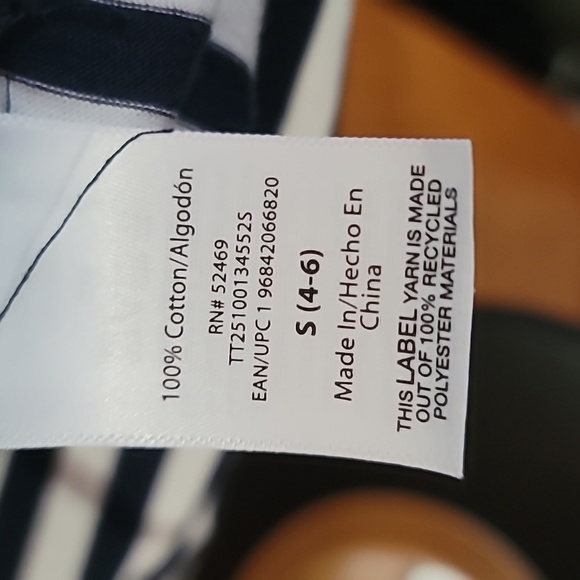 100% Cotton/Algodón
RN# 52469
TT25100134552S
EAN/UPC 1 96842066820
S (4-6)
Made In/Hecho En
China
THIS LABEL YARN IS MADE
OUT OF 100% RECYCLED
POLYESTER MATERIALS